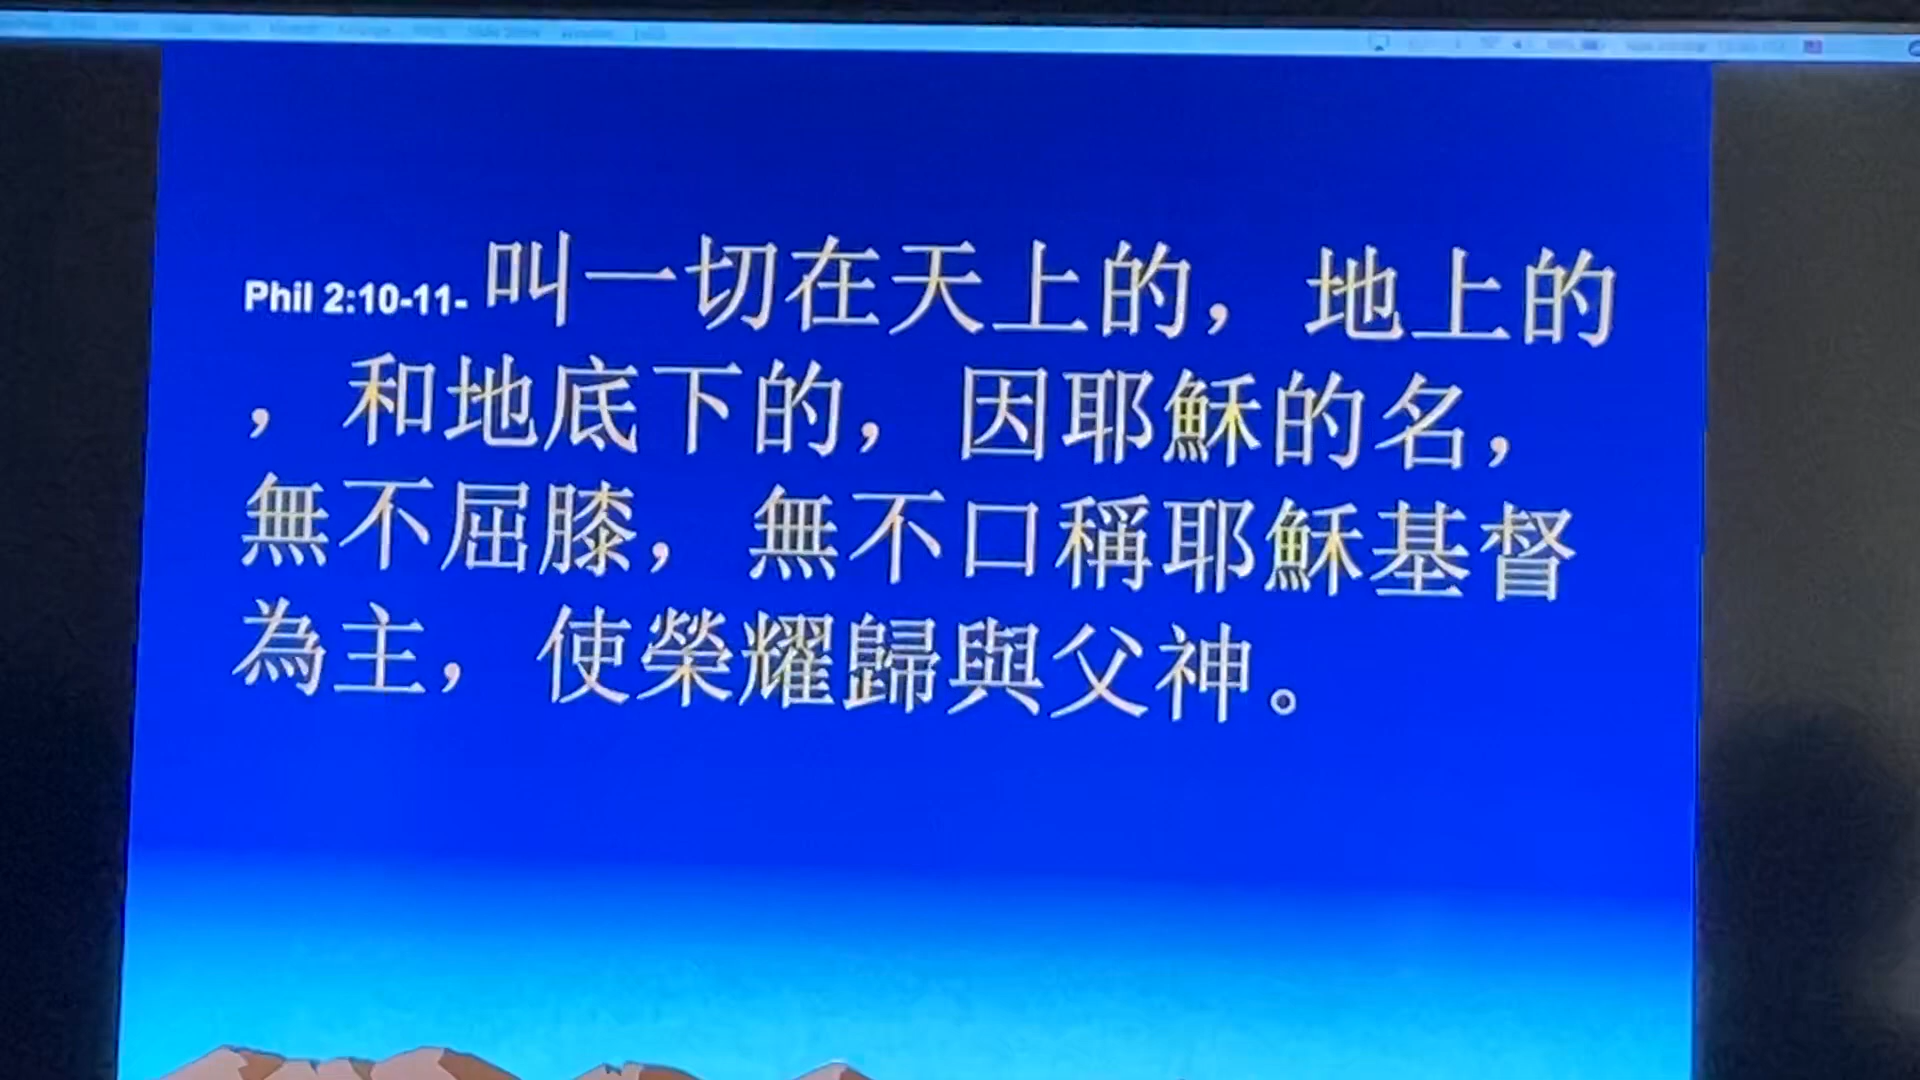 Phil 2:10-11- 叫一切在天上的，地上的
，和地底下的，因耶穌的名，
無不屈膝，無不口稱耶穌基督
為主，使榮耀歸與父神。